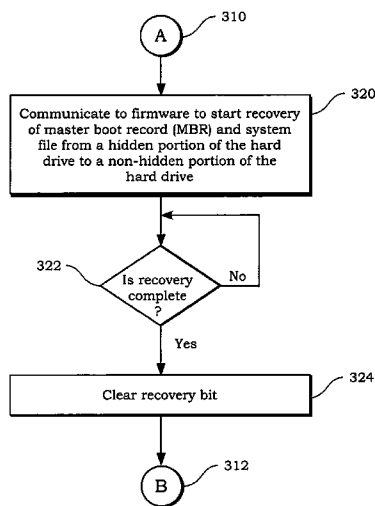 A
310
320
Communicate to firmware to start recovery
of master boot record (MBR) and system
file from a hidden portion of the hard
drive to a non-hidden portion of the
hard drive
322
Is recovery
complete
?
No
Yes
324
Clear recovery bit
B
312